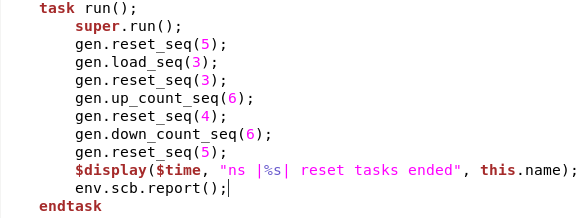 task run();
super.run();
gen.reset_seq(5);
gen.load_seq(3);
gen.reset_seq(3);
gen.up_count_seq(6);
gen.reset_seq(4);
gen.down_count_seq(6);
gen.reset_seq(5);
$display($time, "ns |%s| reset tasks ended", this.name);
env.scb.report();
endtask